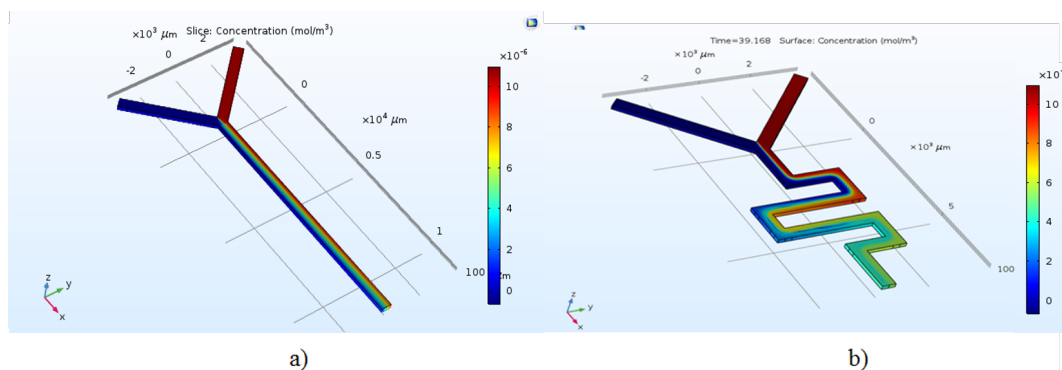 Slice: Concentration (mol/m³)
×10³ µm
2
0
-2
0
×10⁴ µm
0.5
1
100
×10⁻⁶
10
8
6
4
2
0
z
y
x
a)
Time=39.168 Surface: Concentration (mol/m³)
×10³ µm
-2
0
2
0
×10³ µm
5
100
10
8
6
4
2
0
z
y
x
b)